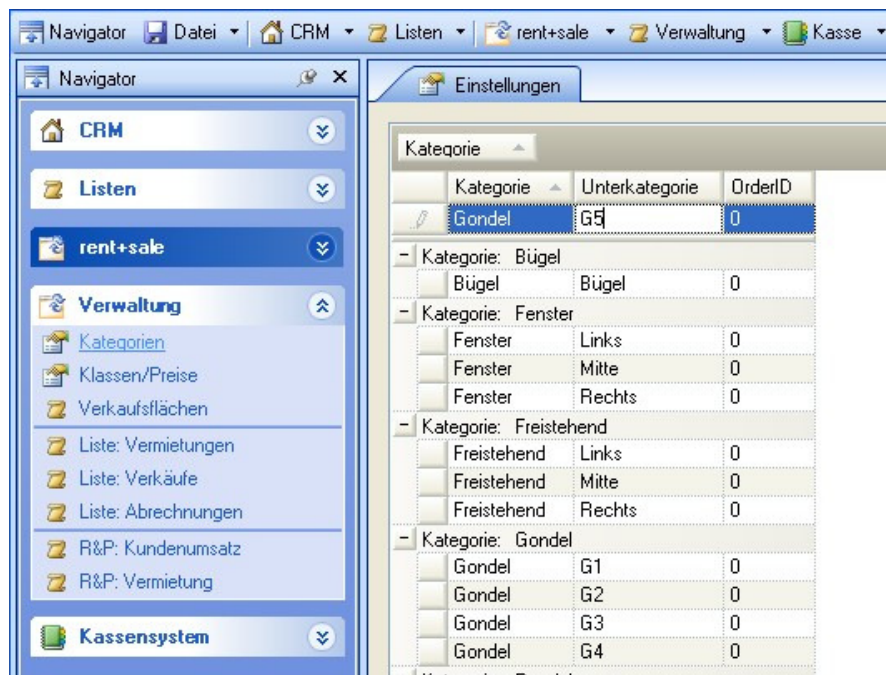 Navigator Datei CRM Listen rent+sale Verwaltung Kasse
Navigator
CRM
Listen
rent+sale
Verwaltung
Kategorien
Klassen/Preise
Verkaufsflächen
Liste: Vermietungen
Liste: Verkäufe
Liste: Abrechnungen
R&P: Kundenumsatz
R&P: Vermietung
Kassensystem
Einstellungen
Kategorie
Kategorie Unterkategorie OrderID
Gondel G5 0
Kategorie: Bügel
Bügel Bügel 0
Kategorie: Fenster
Fenster Links 0
Fenster Mitte 0
Fenster Rechts 0
Kategorie: Freistehend
Freistehend Links 0
Freistehend Mitte 0
Freistehend Rechts 0
Kategorie: Gondel
Gondel G1 0
Gondel G2 0
Gondel G3 0
Gondel G4 0